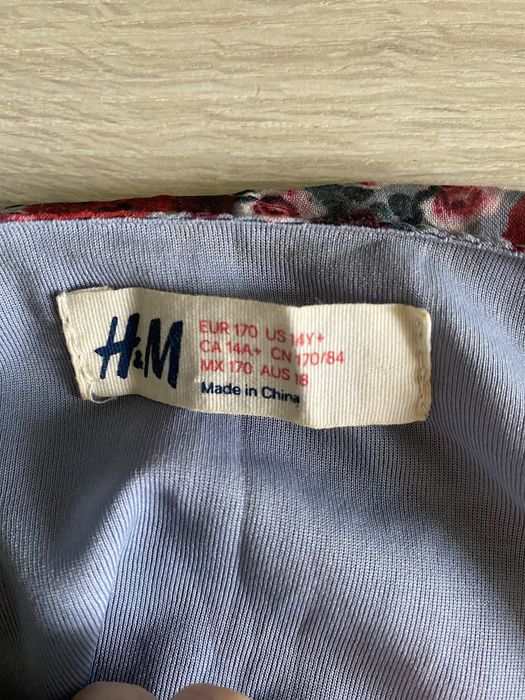 H&M
EUR 170 US 14Y+
CA 14A+ CN 170/84
MX 170 AUS 18
Made in China